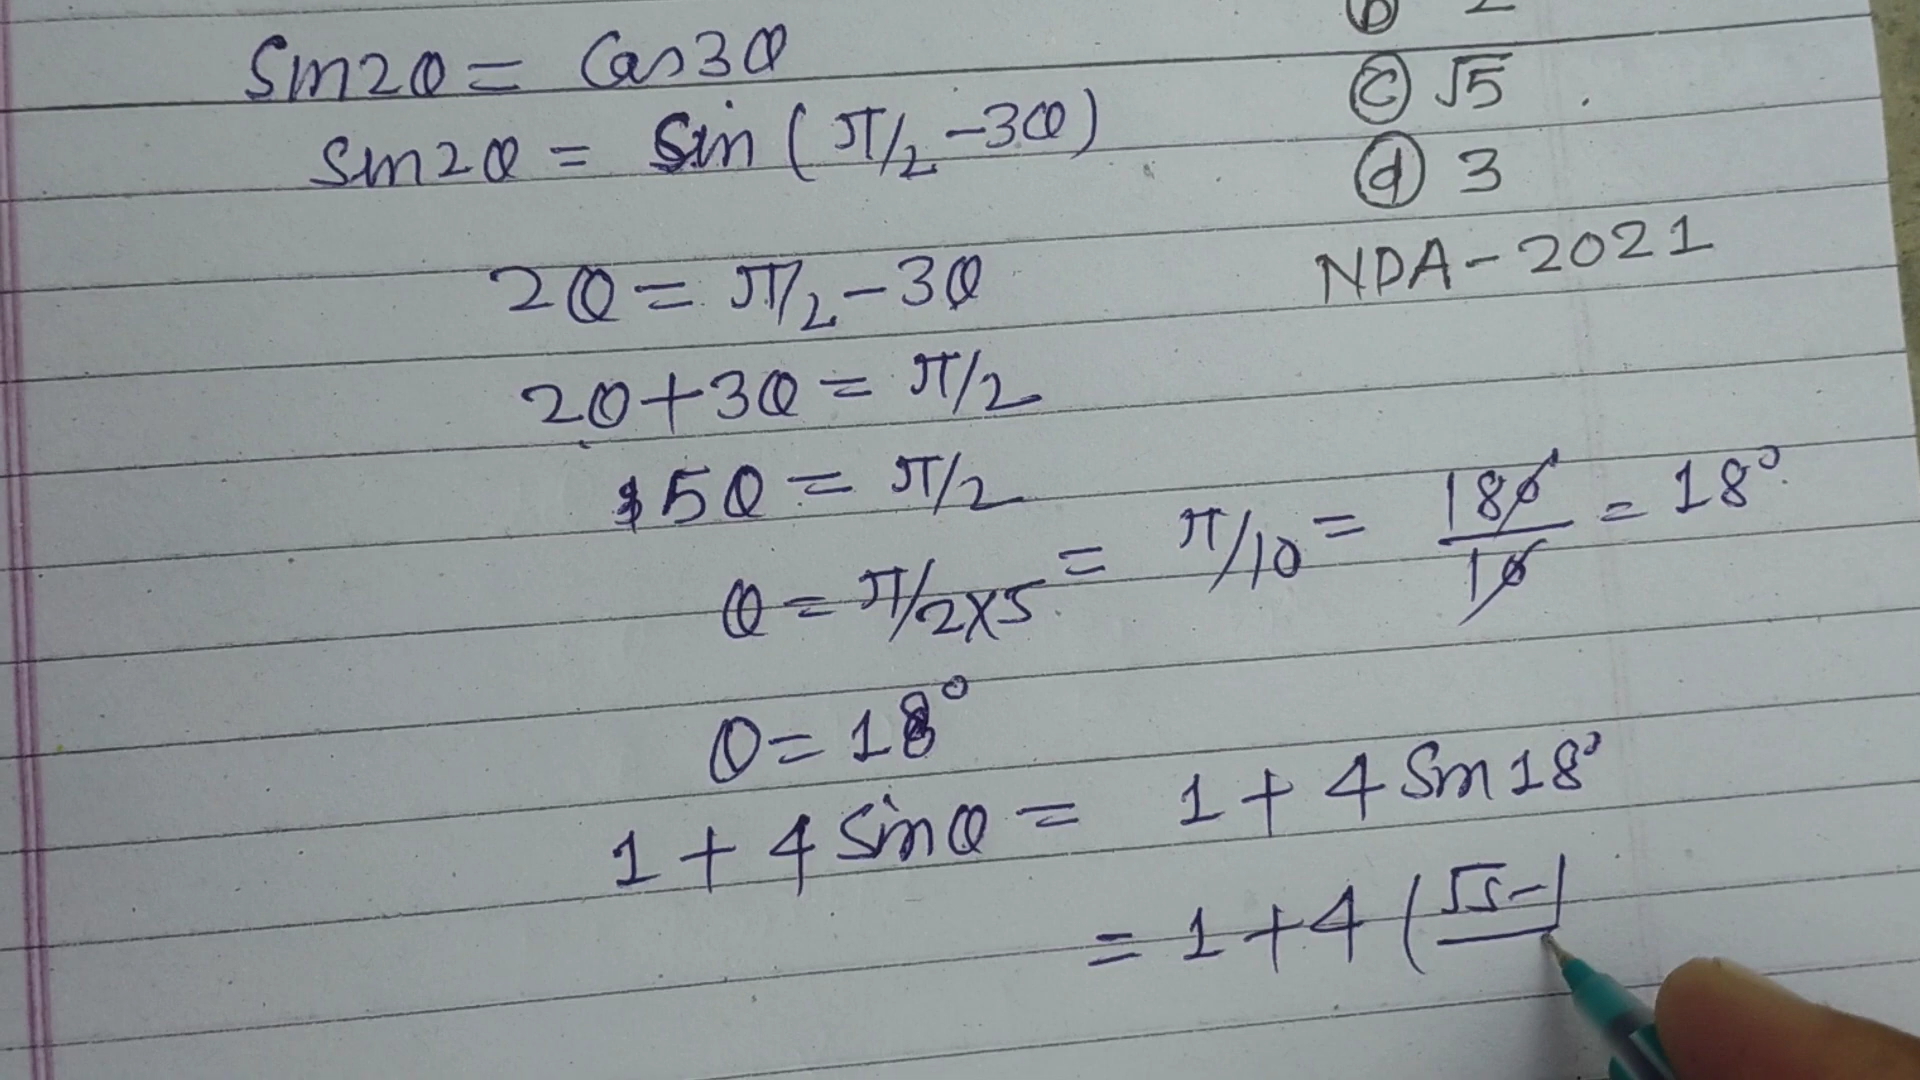 ⓑ 2
sin2θ = cos3θ
ⓒ √5
sin2θ = sin(π/2-3θ)
ⓓ 3
NDA-2021
2θ = π/2-3θ
2θ+3θ = π/2
5θ = π/2
θ = π/2x5 = π/10 = 180/10 = 18°
θ = 18°
1 + 4 sinθ = 1 + 4 sin18°
= 1 + 4 (√5-1